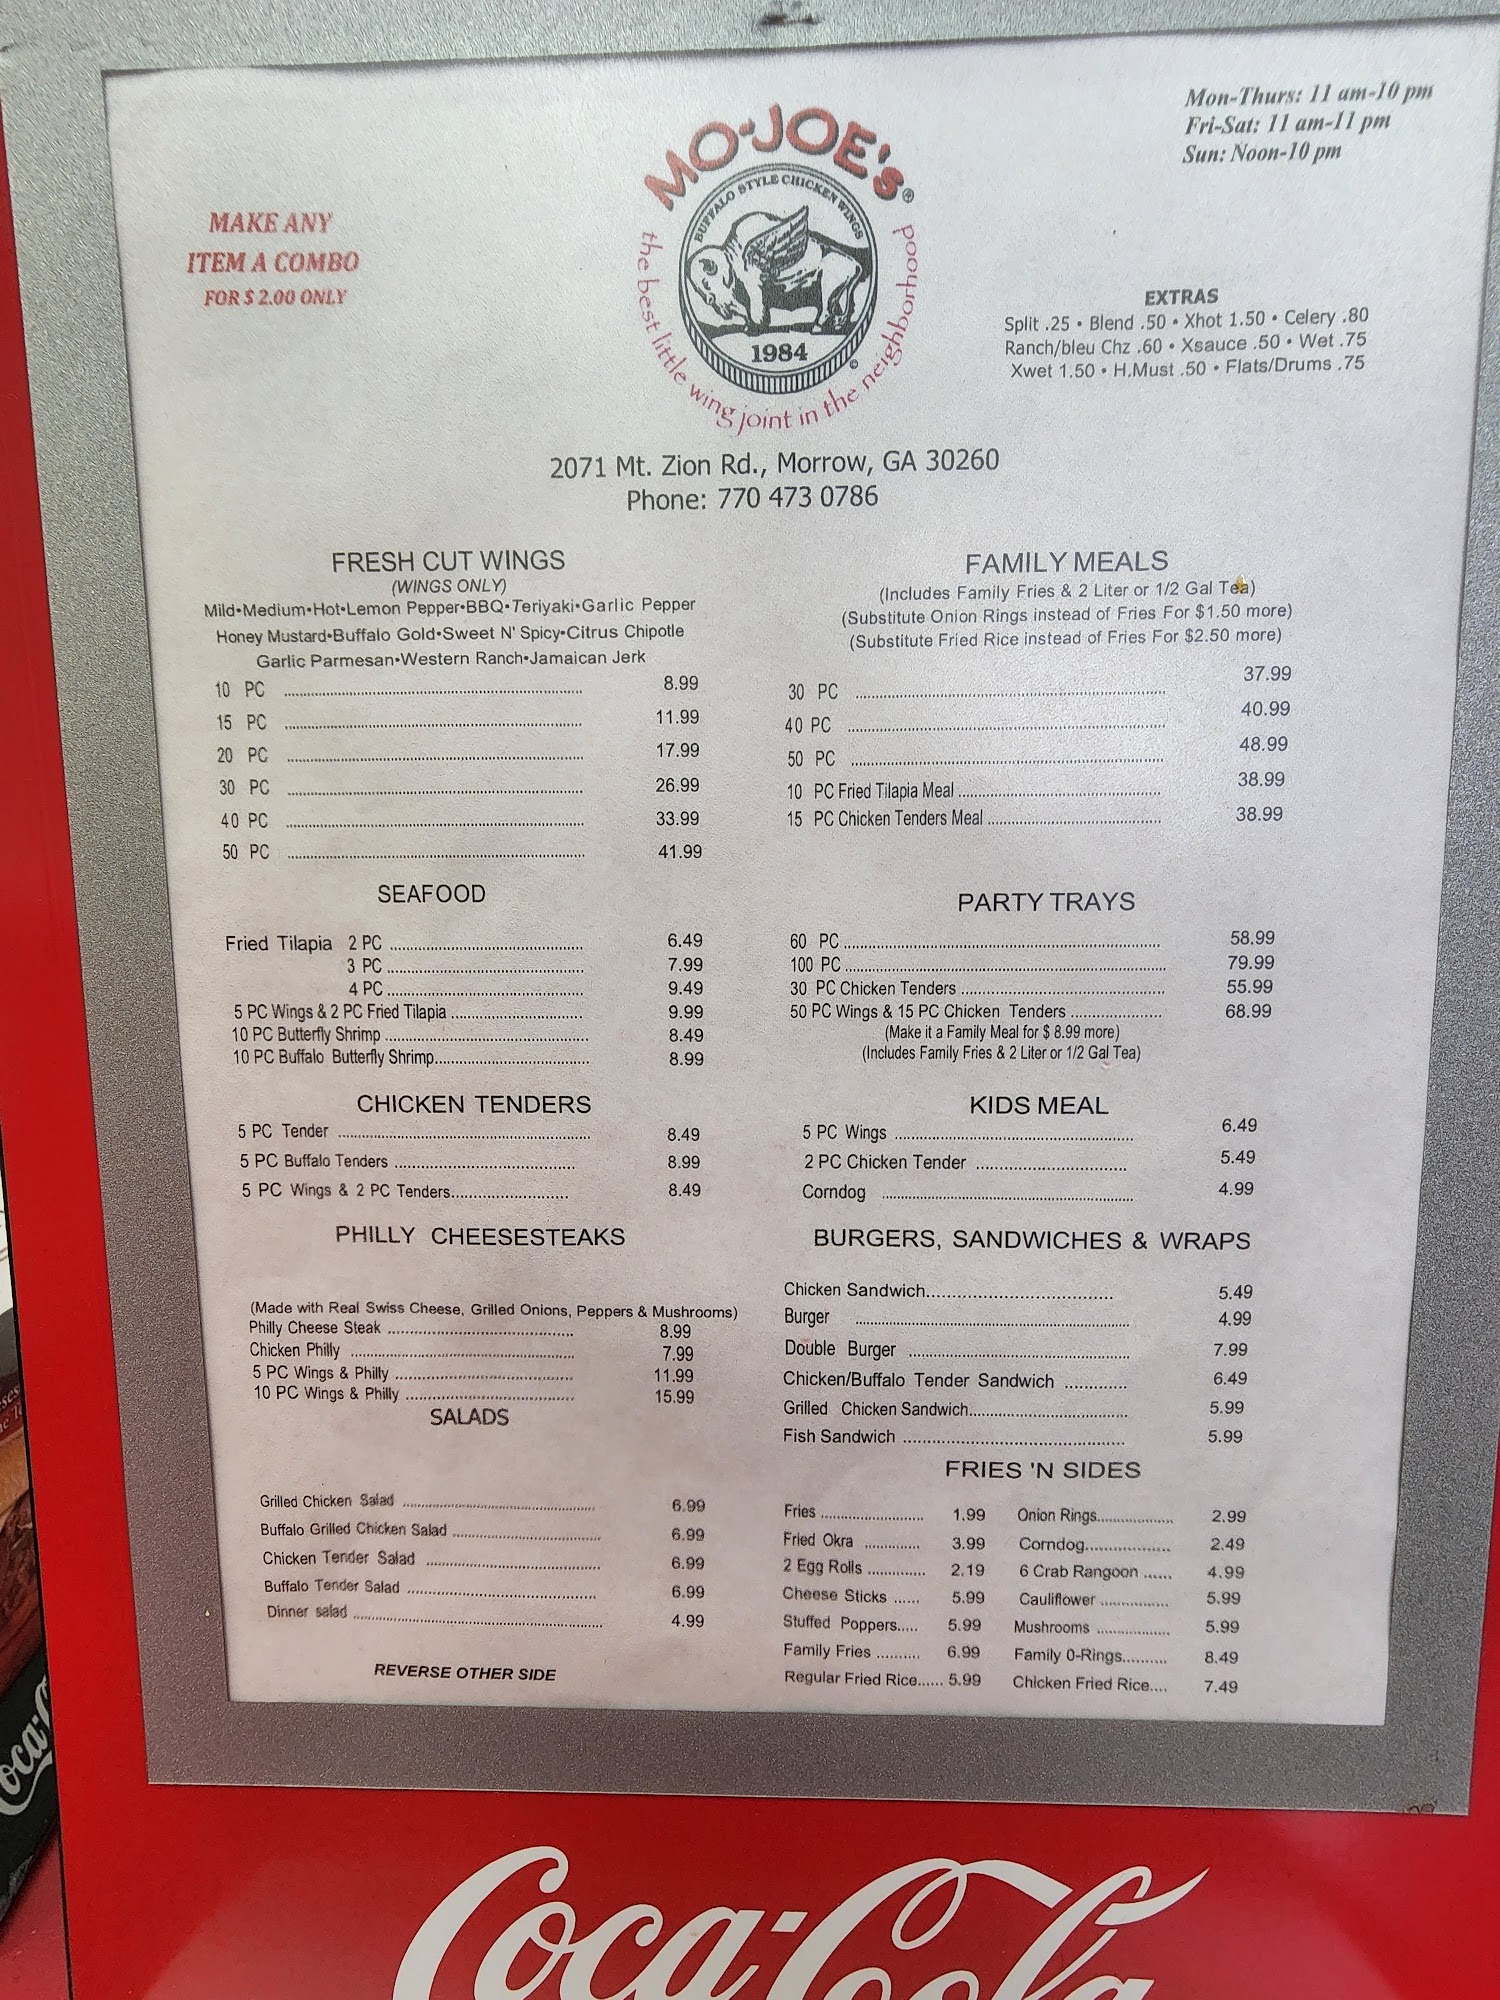 Mon-Thurs: 11 am-10 pm
Fri-Sat: 11 am-11 pm
Sun: Noon-10 pm
MAKE ANY
ITEM A COMBO
FOR $ 2.00 ONLY
MO-JOE'S®
BUFFALO STYLE CHICKEN WINGS
1984
©
the best little wing joint in the neighborhood
EXTRAS
Split .25 • Blend .50 • Xhot 1.50 • Celery .80
Ranch/bleu Chz .60 • Xsauce .50 • Wet .75
Xwet 1.50 • H.Must .50 • Flats/Drums .75
2071 Mt. Zion Rd., Morrow, GA 30260
Phone: 770 473 0786
FRESH CUT WINGS
(WINGS ONLY)
Mild•Medium•Hot•Lemon Pepper•BBQ•Teriyaki•Garlic Pepper
Honey Mustard•Buffalo Gold•Sweet N' Spicy•Citrus Chipotle
Garlic Parmesan•Western Ranch•Jamaican Jerk
10 PC 8.99
15 PC 11.99
20 PC 17.99
30 PC 26.99
40 PC 33.99
50 PC 41.99
SEAFOOD
Fried Tilapia 2 PC 6.49
3 PC 7.99
4 PC 9.49
5 PC Wings & 2 PC Fried Tilapia 9.99
10 PC Butterfly Shrimp 8.49
10 PC Buffalo Butterfly Shrimp 8.99
CHICKEN TENDERS
5 PC Tender 8.49
5 PC Buffalo Tenders 8.99
5 PC Wings & 2 PC Tenders 8.49
PHILLY CHEESESTEAKS
(Made with Real Swiss Cheese, Grilled Onions, Peppers & Mushrooms)
Philly Cheese Steak 8.99
Chicken Philly 7.99
5 PC Wings & Philly 11.99
10 PC Wings & Philly 15.99
SALADS
Grilled Chicken Salad 6.99
Buffalo Grilled Chicken Salad 6.99
Chicken Tender Salad 6.99
Buffalo Tender Salad 6.99
Dinner salad 4.99
REVERSE OTHER SIDE
FAMILY MEALS
(Includes Family Fries & 2 Liter or 1/2 Gal Tea)
(Substitute Onion Rings instead of Fries For $1.50 more)
(Substitute Fried Rice instead of Fries For $2.50 more)
30 PC 37.99
40 PC 40.99
50 PC 48.99
10 PC Fried Tilapia Meal 38.99
15 PC Chicken Tenders Meal 38.99
PARTY TRAYS
60 PC 58.99
100 PC 79.99
30 PC Chicken Tenders 55.99
50 PC Wings & 15 PC Chicken Tenders 68.99
(Make it a Family Meal for $ 8.99 more)
(Includes Family Fries & 2 Liter or 1/2 Gal Tea)
KIDS MEAL
5 PC Wings 6.49
2 PC Chicken Tender 5.49
Corndog 4.99
BURGERS, SANDWICHES & WRAPS
Chicken Sandwich 5.49
Burger 4.99
Double Burger 7.99
Chicken/Buffalo Tender Sandwich 6.49
Grilled Chicken Sandwich 5.99
Fish Sandwich 5.99
FRIES 'N SIDES
Fries 1.99 Onion Rings 2.99
Fried Okra 3.99 Corndog 2.49
2 Egg Rolls 2.19 6 Crab Rangoon 4.99
Cheese Sticks 5.99 Cauliflower 5.99
Stuffed Poppers 5.99 Mushrooms 5.99
Family Fries 6.99 Family 0-Rings 8.49
Regular Fried Rice 5.99 Chicken Fried Rice 7.49
Coca-Cola